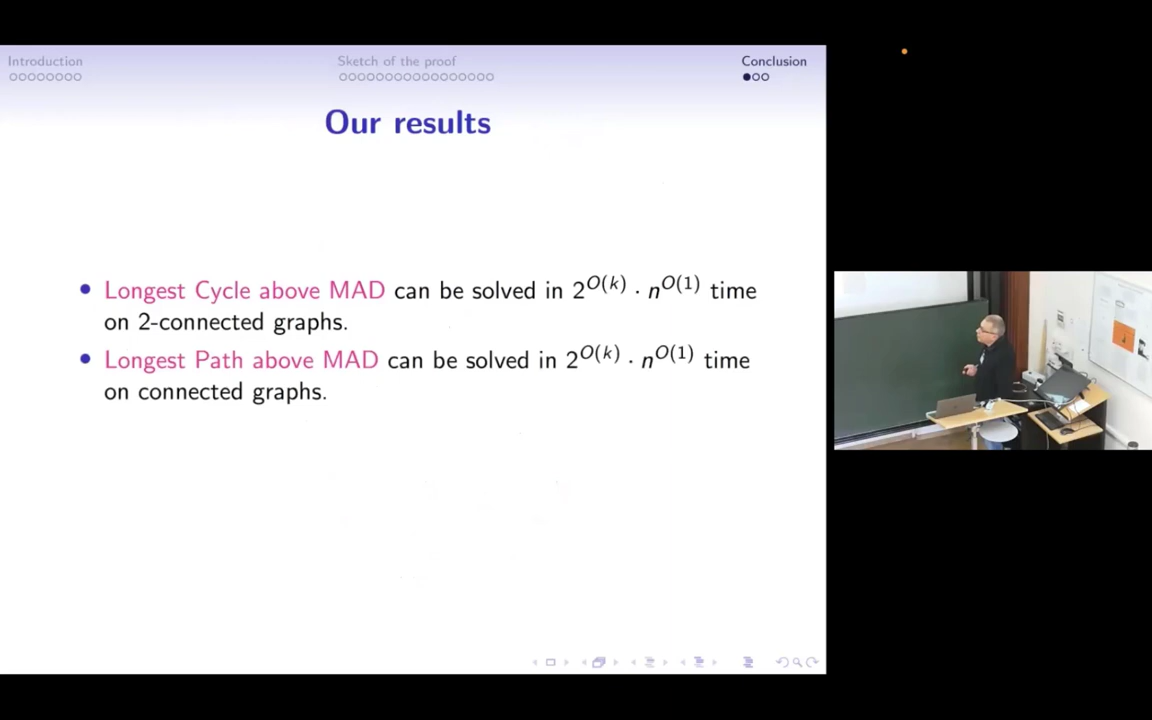 Introduction
Sketch of the proof
Conclusion
Our results
• Longest Cycle above MAD can be solved in 2^{O(k)} · n^{O(1)} time
on 2-connected graphs.
• Longest Path above MAD can be solved in 2^{O(k)} · n^{O(1)} time
on connected graphs.